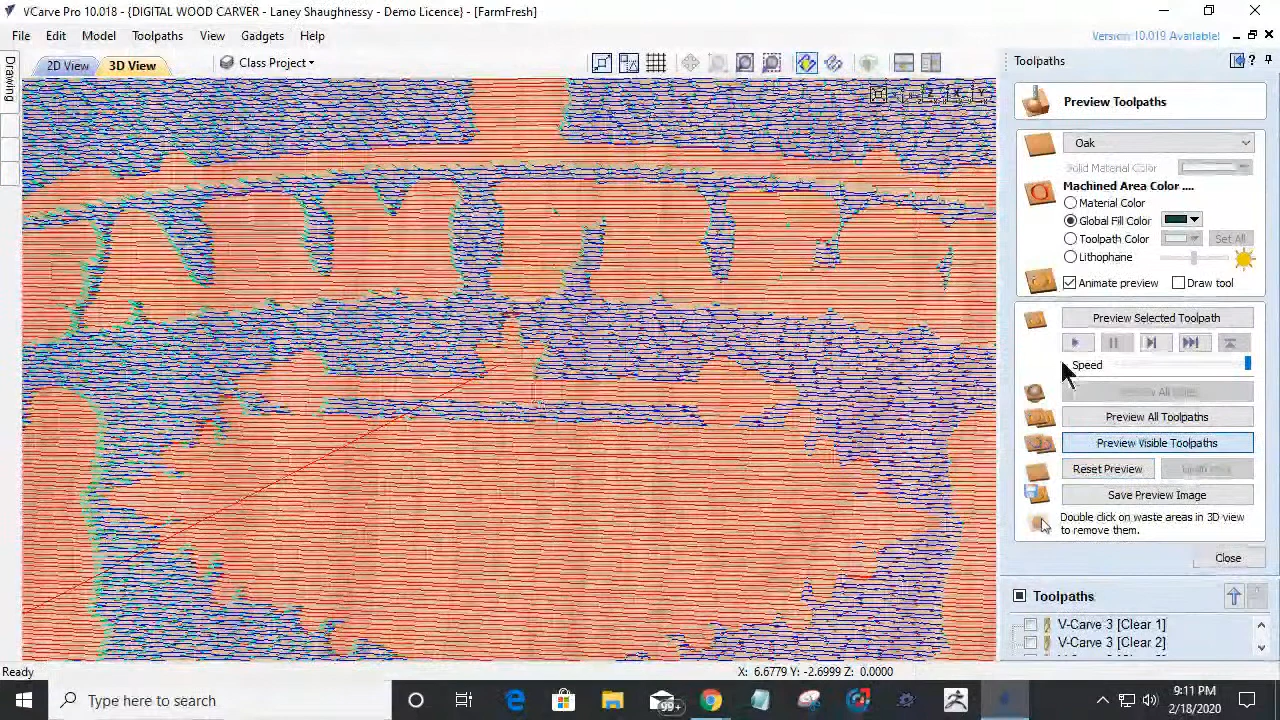 VCarve Pro 10.018 - {DIGITAL WOOD CARVER - Laney Shaughnessy - Demo Licence} - [FarmFresh]
File Edit Model Toolpaths View Gadgets Help
Version 10.019 Available!
2D View 3D View Class Project
Drawing
Toolpaths
Preview Toolpaths
Oak
Solid Material Color
Machined Area Color ....
Material Color
Global Fill Color
Toolpath Color Set All
Lithophane
Animate preview Draw tool
Preview Selected Toolpath
Speed
Preview All Toolpaths
Preview Visible Toolpaths
Reset Preview
Save Preview Image
Double click on waste areas in 3D view
to remove them.
Close
Toolpaths
V-Carve 3 [Clear 1]
V-Carve 3 [Clear 2]
Ready
X: 6.6779 Y: -2.6999 Z: 0.0000
Type here to search
99+
9:11 PM
2/18/2020